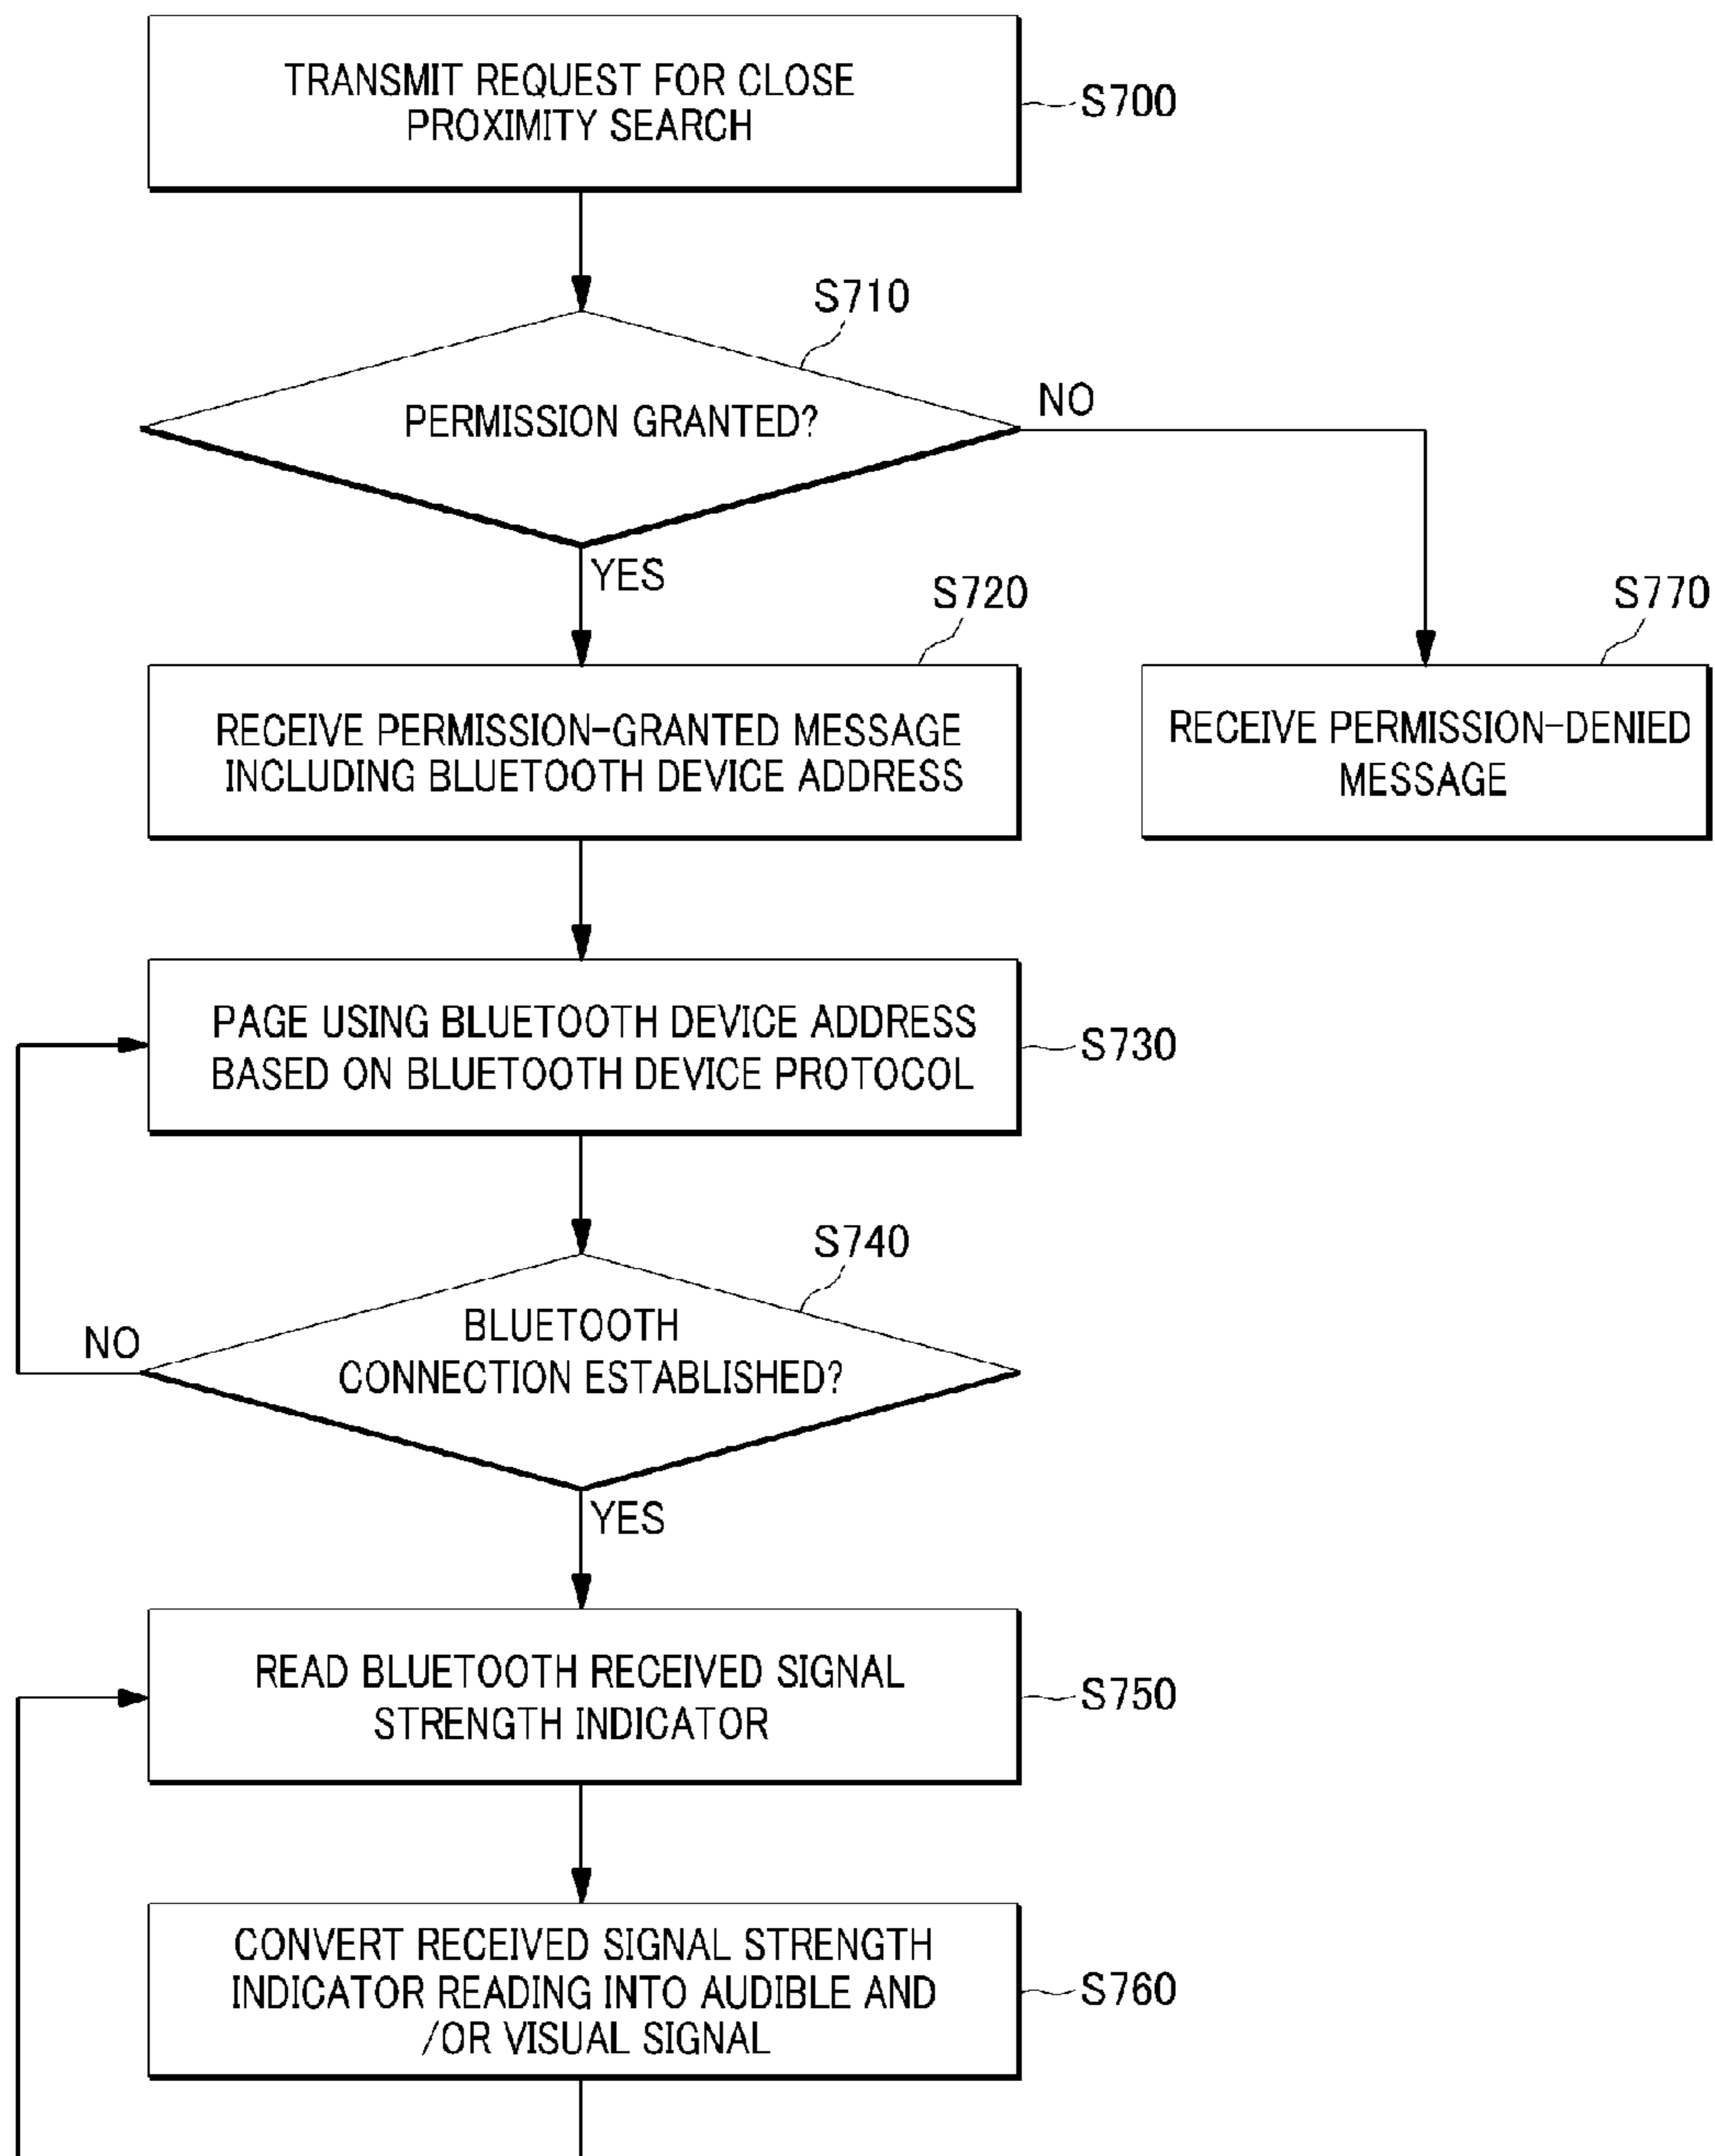 TRANSMIT REQUEST FOR CLOSE
PROXIMITY SEARCH
S700
S710
PERMISSION GRANTED?
NO
YES
S720
S770
RECEIVE PERMISSION-GRANTED MESSAGE
INCLUDING BLUETOOTH DEVICE ADDRESS
RECEIVE PERMISSION-DENIED
MESSAGE
PAGE USING BLUETOOTH DEVICE ADDRESS
BASED ON BLUETOOTH DEVICE PROTOCOL
S730
S740
BLUETOOTH
CONNECTION ESTABLISHED?
NO
YES
READ BLUETOOTH RECEIVED SIGNAL
STRENGTH INDICATOR
S750
CONVERT RECEIVED SIGNAL STRENGTH
INDICATOR READING INTO AUDIBLE AND
/OR VISUAL SIGNAL
S760